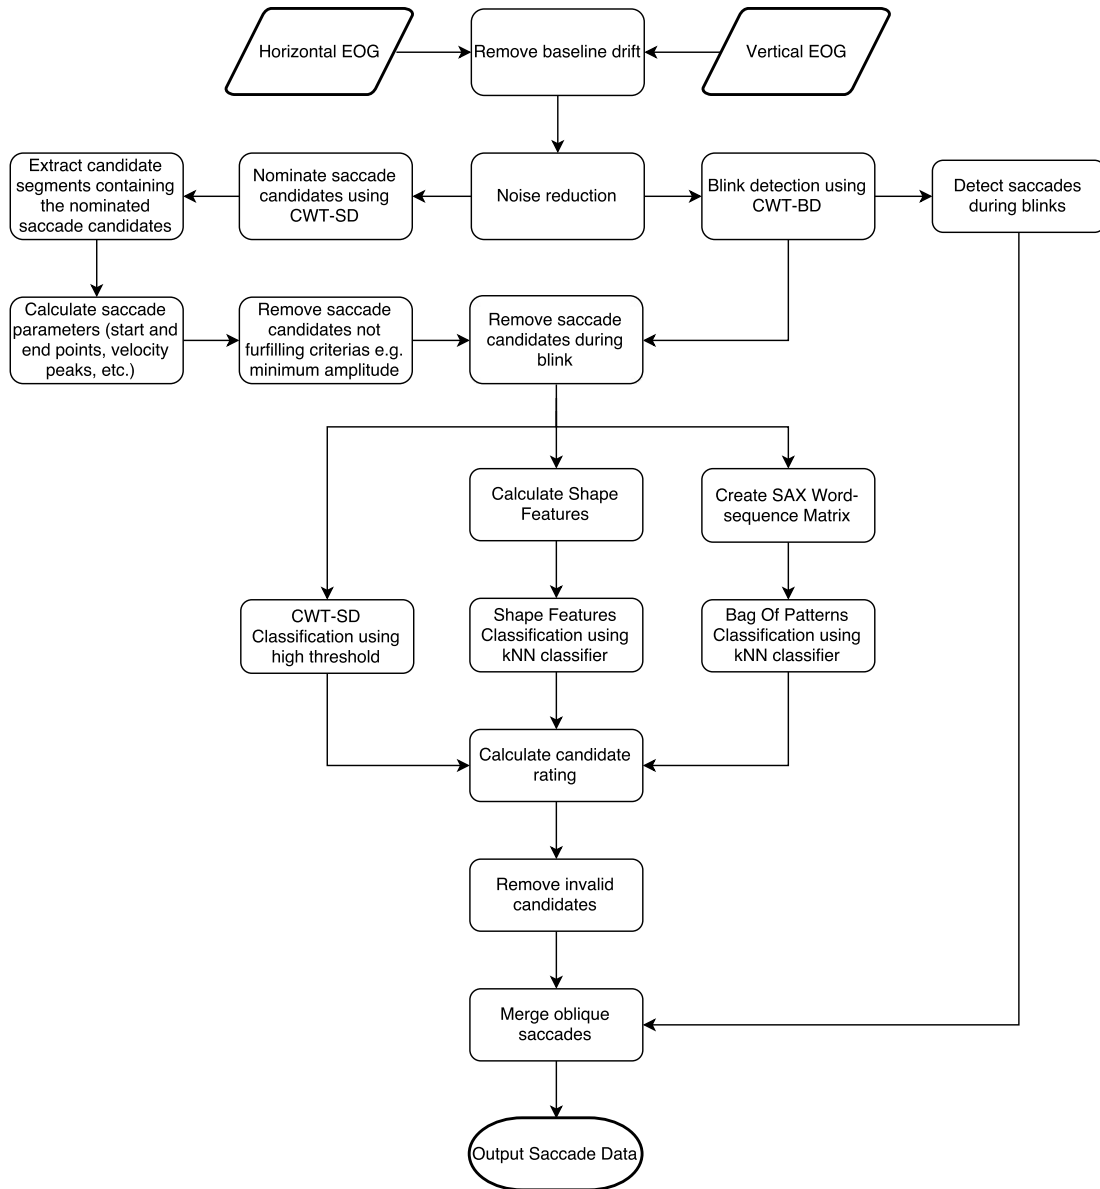 Horizontal EOG
Remove baseline drift
Vertical EOG
Extract candidate
segments containing
the nominated
saccade candidates
Nominate saccade
candidates using
CWT-SD
Noise reduction
Blink detection using
CWT-BD
Detect saccades
during blinks
Calculate saccade
parameters (start and
end points, velocity
peaks, etc.)
Remove saccade
candidates not
furfilling criterias e.g.
minimum amplitude
Remove saccade
candidates during
blink
Calculate Shape
Features
Create SAX Word-
sequence Matrix
CWT-SD
Classification using
high threshold
Shape Features
Classification using
kNN classifier
Bag Of Patterns
Classification using
kNN classifier
Calculate candidate
rating
Remove invalid
candidates
Merge oblique
saccades
Output Saccade Data